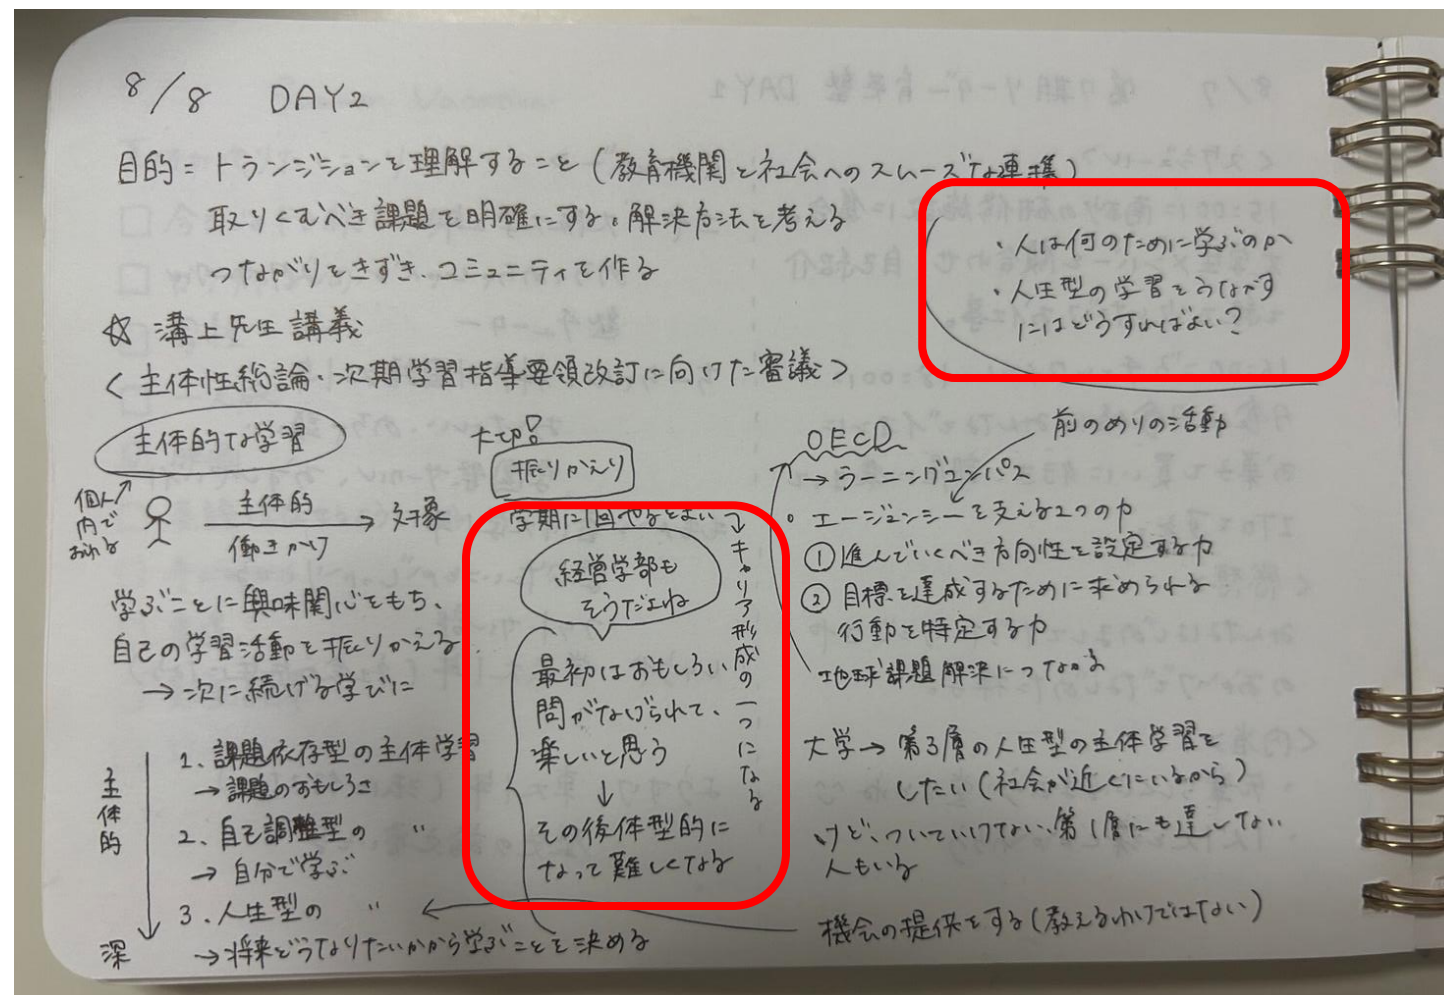 8/8 DAY2
目的=トランジションを理解すること(教育機関と社会へのスムーズな連携)
取りくむべき課題を明確にする。解決方法を考える
つながりをきずき、コミュニティを作る
・人は何のために学ぶのか
・人生型の学習をうながす
にはどうすればよい?
☆ 溝上先生講義
<主体性総論・次期学習指導要領改訂に向けた審議>
主体的な学習
個人
内で
主体的
働きかけ
対象
学ぶことに興味関心をもち、
自己の学習活動を振りかえる
→次に続ける学びに
主体的
深
1. 課題依存型の主体学習
→課題のおもしろさ
2. 自己調整型の 〃
→ 自分で学ぶ
3. 人生型の 〃
→将来どうなりたいかから学ぶことを決める
大切!
振りかえり
学期に1回やるとよい
→キャリア形成の一つになる
経営学部も
そうだよね
最初はおもしろい
問がなげられて、
楽しいと思う
↓
その後体型的に
なって難しくなる
OECD
→ラーニングコンパス
前のめりの活動
。エージェンシーを支える2つの力
① 進んでいくべき方向性を設定する力
② 目標を達成するために求められる
行動を特定する力
地球課題解決につながる
大学→ 第3層の人生型の主体学習を
したい(社会が近くにいるから)
けど、ついていけない、第1層にも達してない
人もいる
機会の提供をする(教えるわけではない)